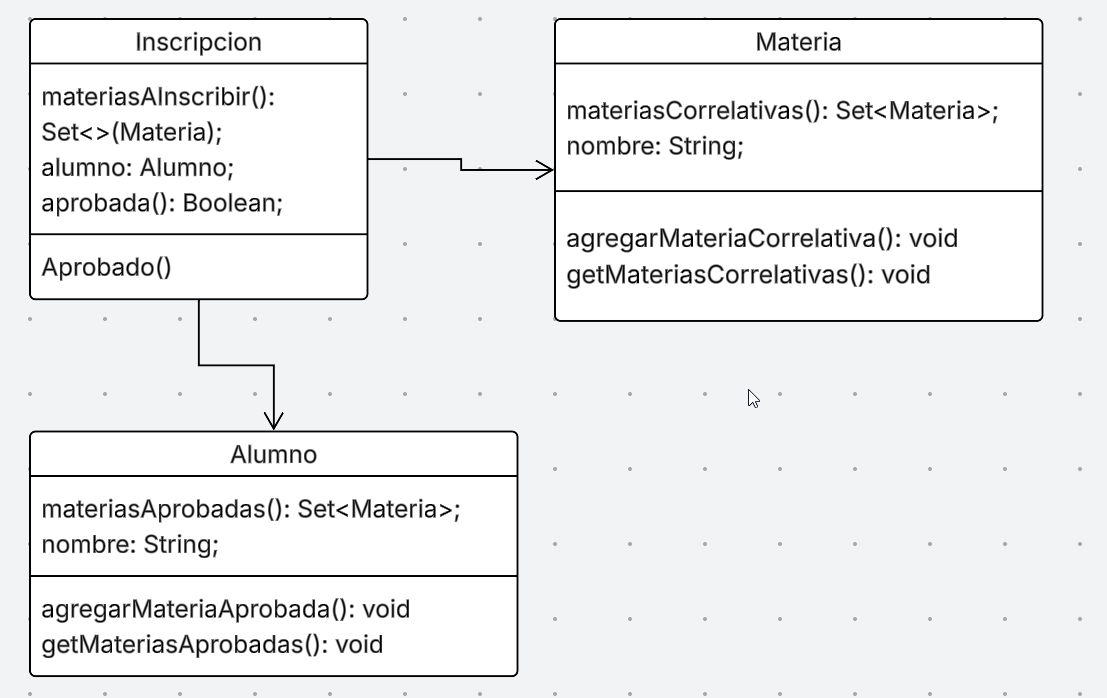 Inscripcion
materiasAInscribir():
Set<>(Materia);
alumno: Alumno;
aprobada(): Boolean;
Aprobado()
Materia
materiasCorrelativas(): Set<Materia>;
nombre: String;
agregarMateriaCorrelativa(): void
getMateriasCorrelativas(): void
Alumno
materiasAprobadas(): Set<Materia>;
nombre: String;
agregarMateriaAprobada(): void
getMateriasAprobadas(): void